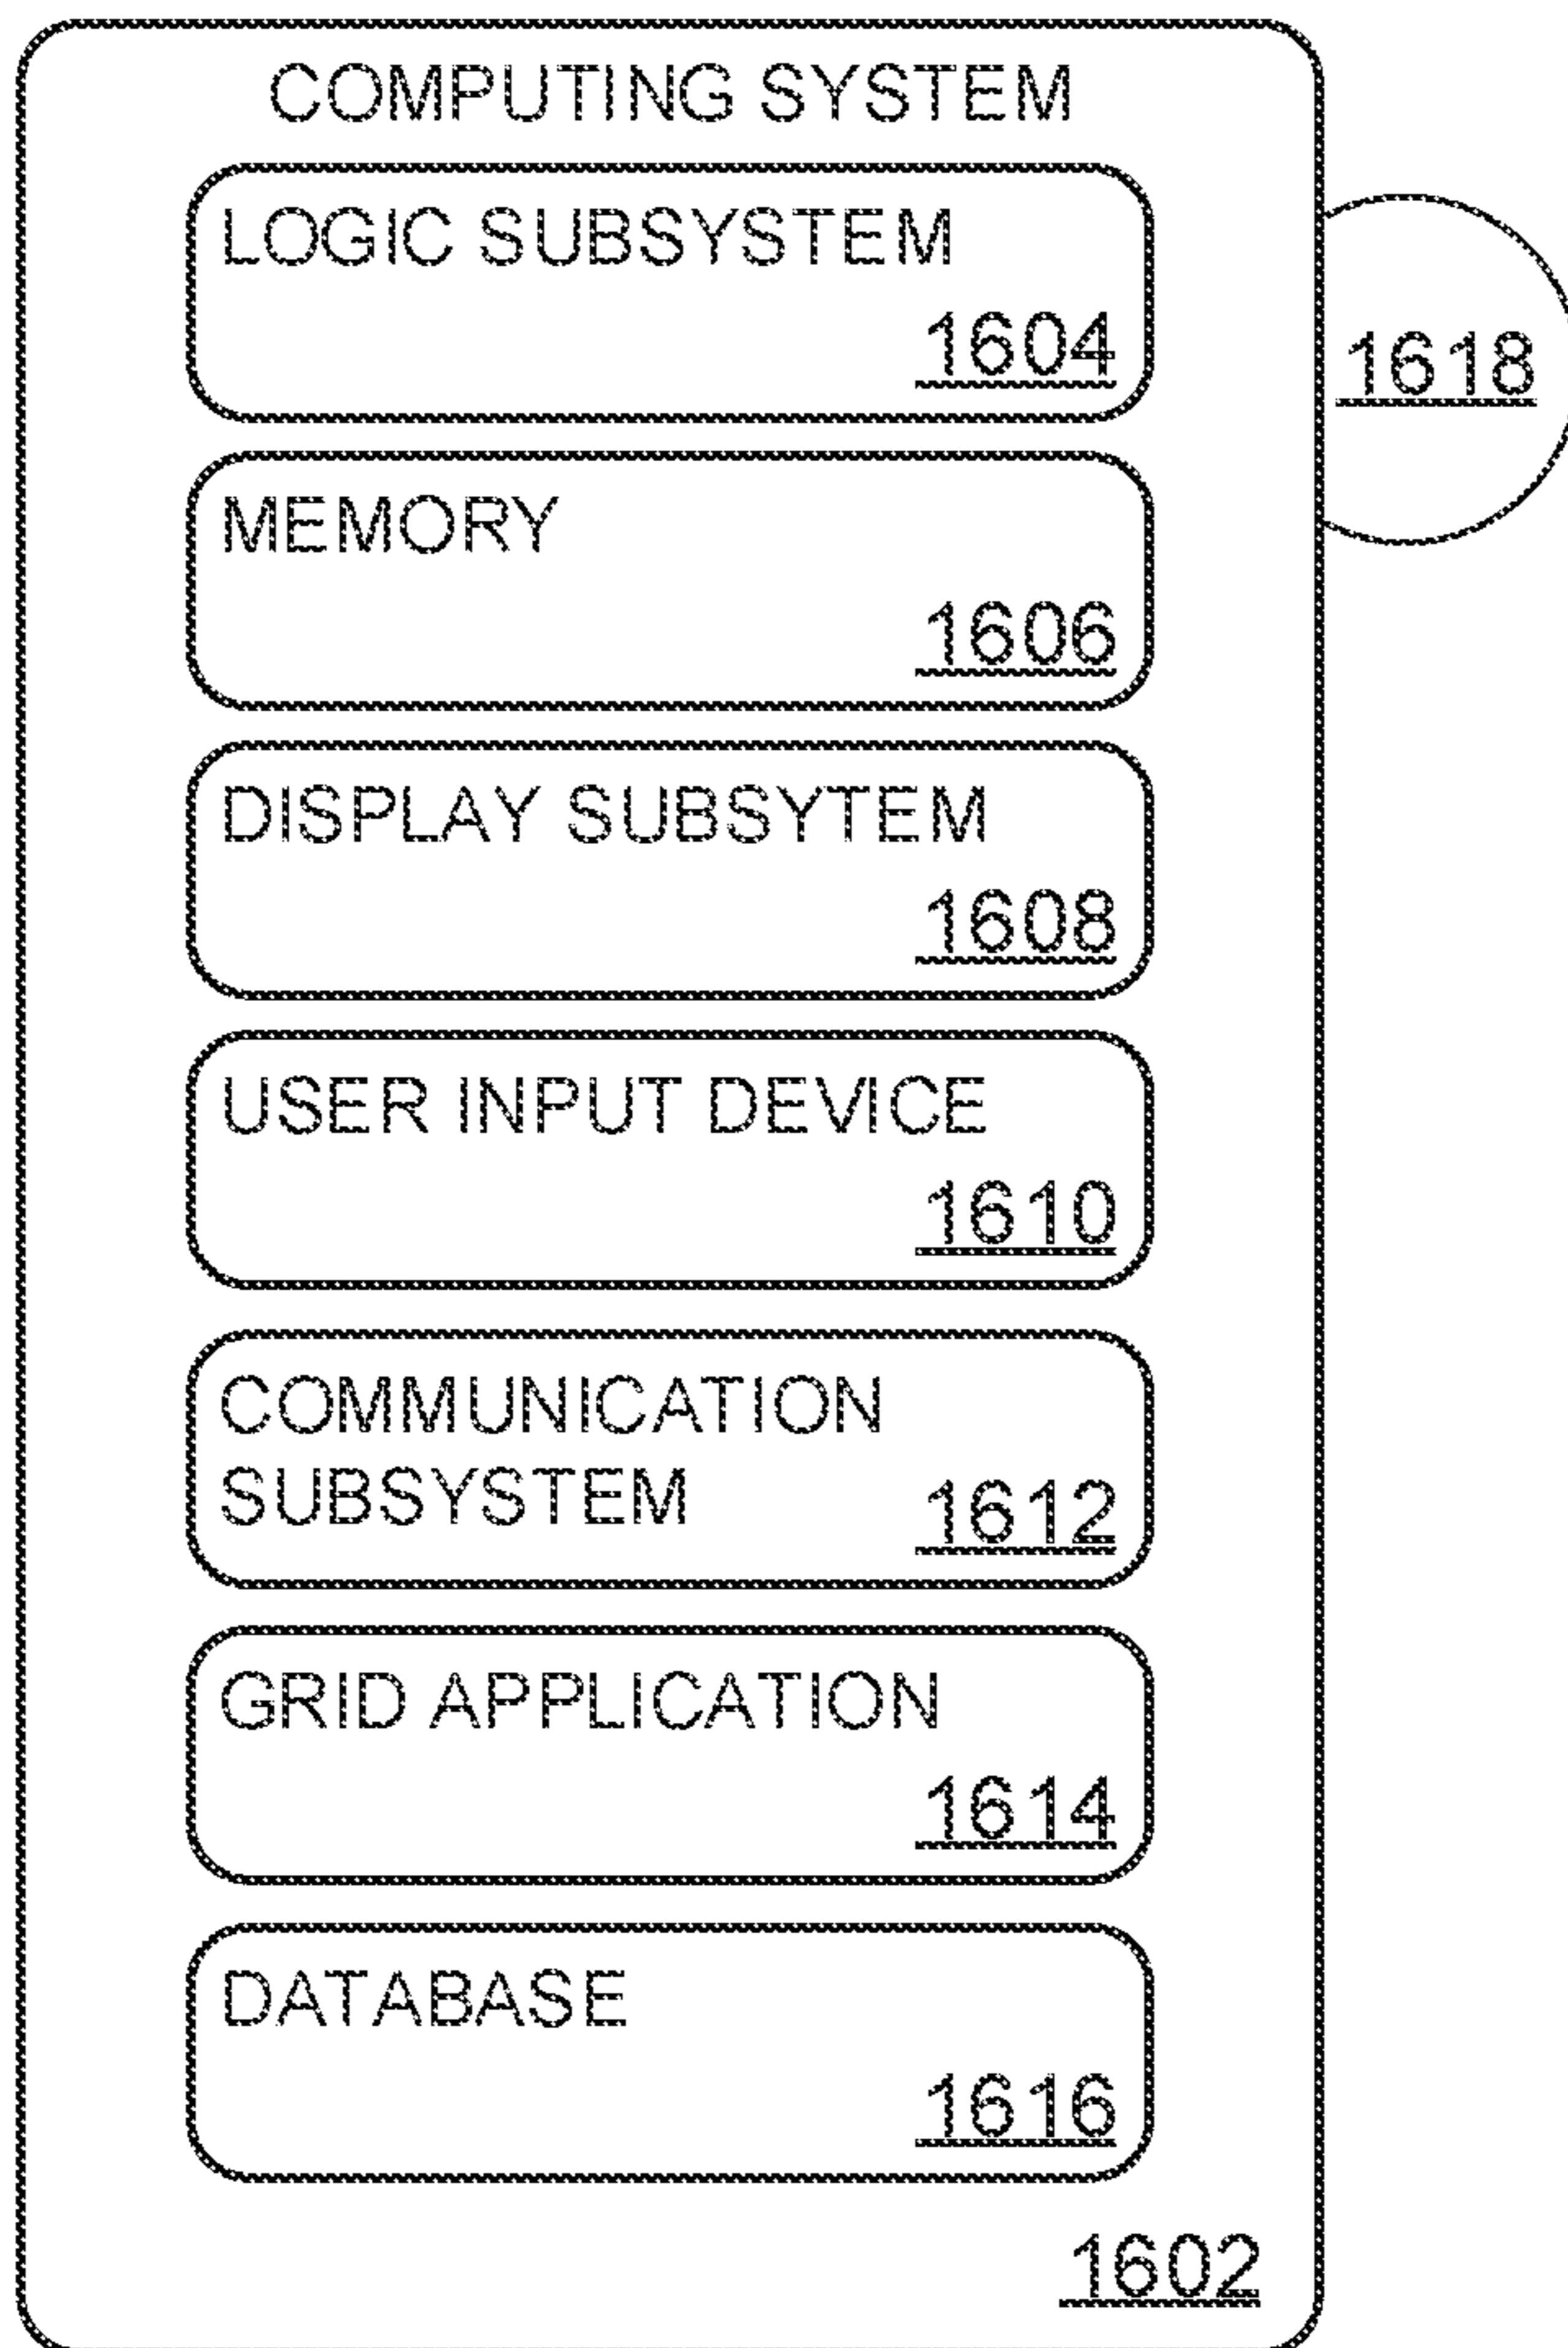 COMPUTING SYSTEM
LOGIC SUBSYSTEM
1604
1618
MEMORY
1606
DISPLAY SUBSYTEM
1608
USER INPUT DEVICE
1610
COMMUNICATION
SUBSYSTEM 1612
GRID APPLICATION
1614
DATABASE
1616
1602